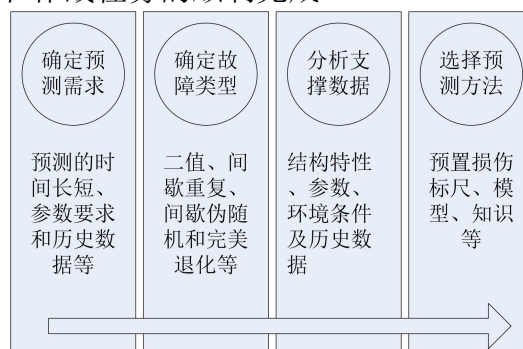 确定预
测需求
预测的时
间长短、
参数要求
和历史数
据等
确定故
障类型
二值、间
歇重复、
间歇伪随
机和完美
退化等
分析支
撑数据
结构特性
、参数、
环境条件
及历史数
据
选择预
测方法
预置损伤
标尺、模
型、知识
等